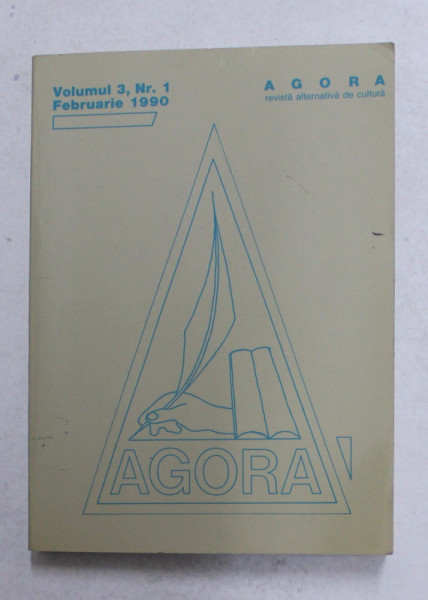 Volumul 3, Nr. 1
Februarie 1990
A G O R A
revistă alternativă de cultură
AGORA